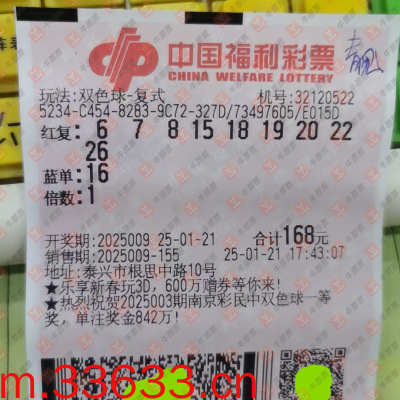 中国福利彩票
CHINA WELFARE LOTTERY
玩法:双色球-复式 机号:32120522
5234-C454-8283-9C72-327D/73497605/E015D
红复: 6 7 8 15 18 19 20 22
26
蓝单:16
倍数:1
开奖期:2025009 25-01-21 合计168元
销售期:2025009-155 25-01-21 17:43:07
地址:泰兴市根思中路10号
★乐享新春玩3D,600万赠券等你来!
★热烈祝贺2025003期南京彩民中双色球一等
奖,单注奖金842万!
m.33633.cn